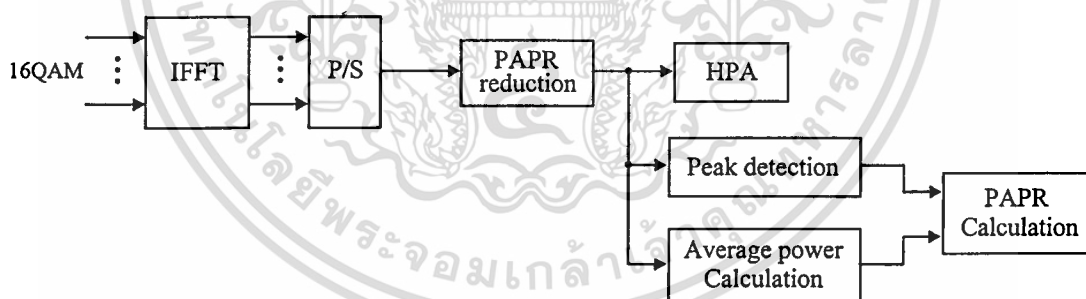 16QAM
IFFT
P/S
PAPR
reduction
HPA
Peak detection
Average power
Calculation
PAPR
Calculation